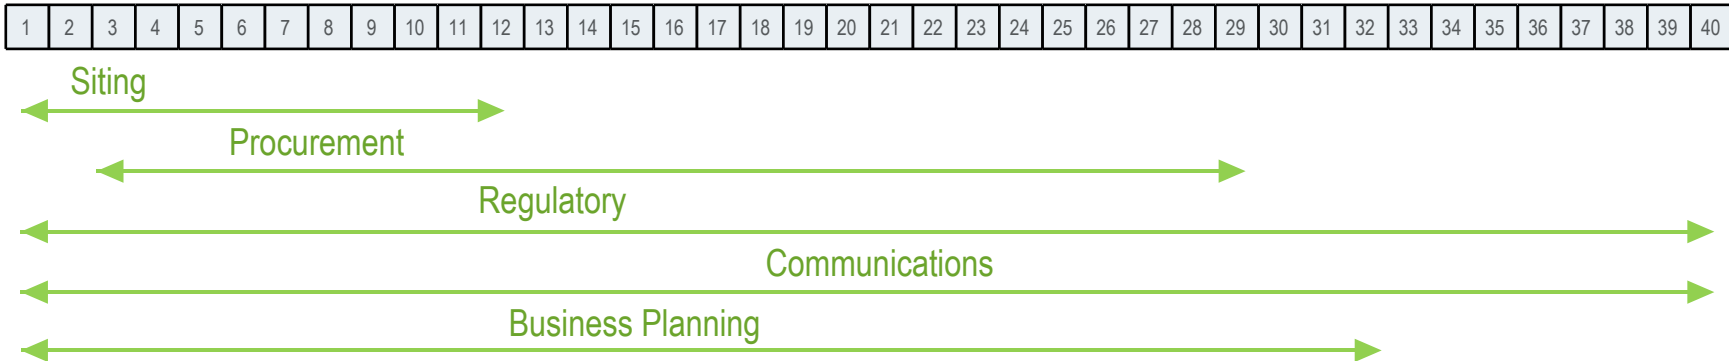 1 2 3 4 5 6 7 8 9 10 11 12 13 14 15 16 17 18 19 20 21 22 23 24 25 26 27 28 29 30 31 32 33 34 35 36 37 38 39 40
Siting
Procurement
Regulatory
Communications
Business Planning